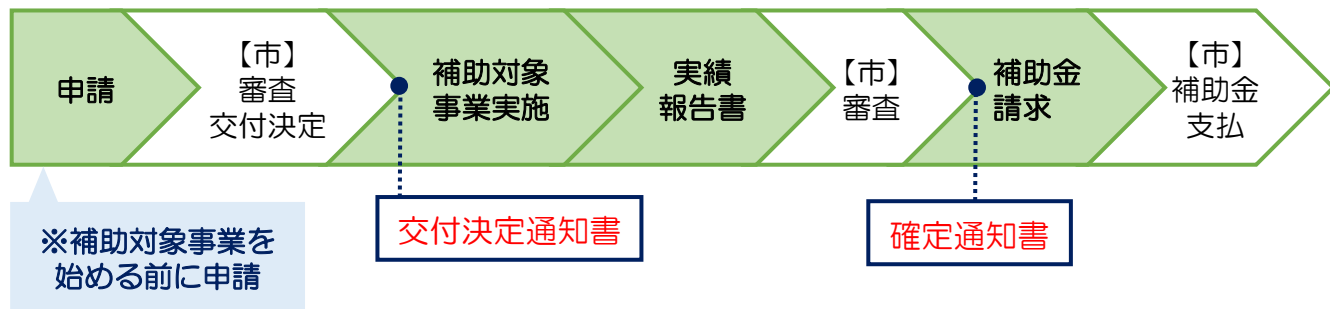 申請
【市】
審査
交付決定
補助対象
事業実施
実績
報告書
【市】
審査
補助金
請求
【市】
補助金
支払
交付決定通知書
確定通知書
※補助対象事業を
始める前に申請